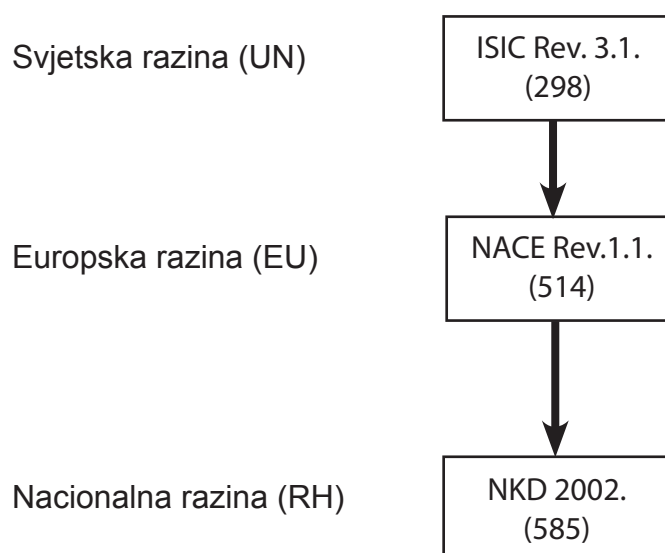 Svjetska razina (UN)
ISIC Rev. 3.1.
(298)
Europska razina (EU)
NACE Rev.1.1.
(514)
Nacionalna razina (RH)
NKD 2002.
(585)